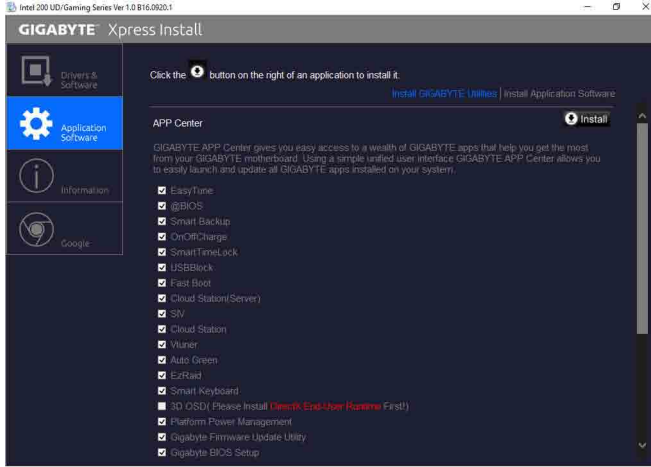 Intel 200 UD/Gaming Series Ver 1.0 B16.0920.1
GIGABYTE™ Xpress Install
Drivers &
Software
Application
Software
Information
Google
Click the button on the right of an application to install it.
Install GIGABYTE Utilities | Install Application Software
APP Center
Install
GIGABYTE APP Center gives you easy access to a wealth of GIGABYTE apps that help you get the most
from your GIGABYTE motherboard. Using a simple unified user interface GIGABYTE APP Center allows you
to easily launch and update all GIGABYTE apps installed on your system.
EasyTune
@BIOS
Smart Backup
OnOffCharge
SmartTimeLock
USBBlock
Fast Boot
Cloud Station(Server)
SIV
Cloud Station
Vtuner
Auto Green
EzRaid
Smart Keyboard
3D OSD( Please Install DirectX End-User Runtime First!)
Platform Power Management
Gigabyte Firmware Update Utility
Gigabyte BIOS Setup